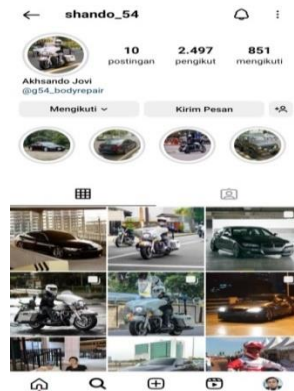 shando_54
10 2.497 851
postingan pengikut mengikuti
Akhsando Jovi
@g54_bodyrepair
Mengikuti Kirim Pesan